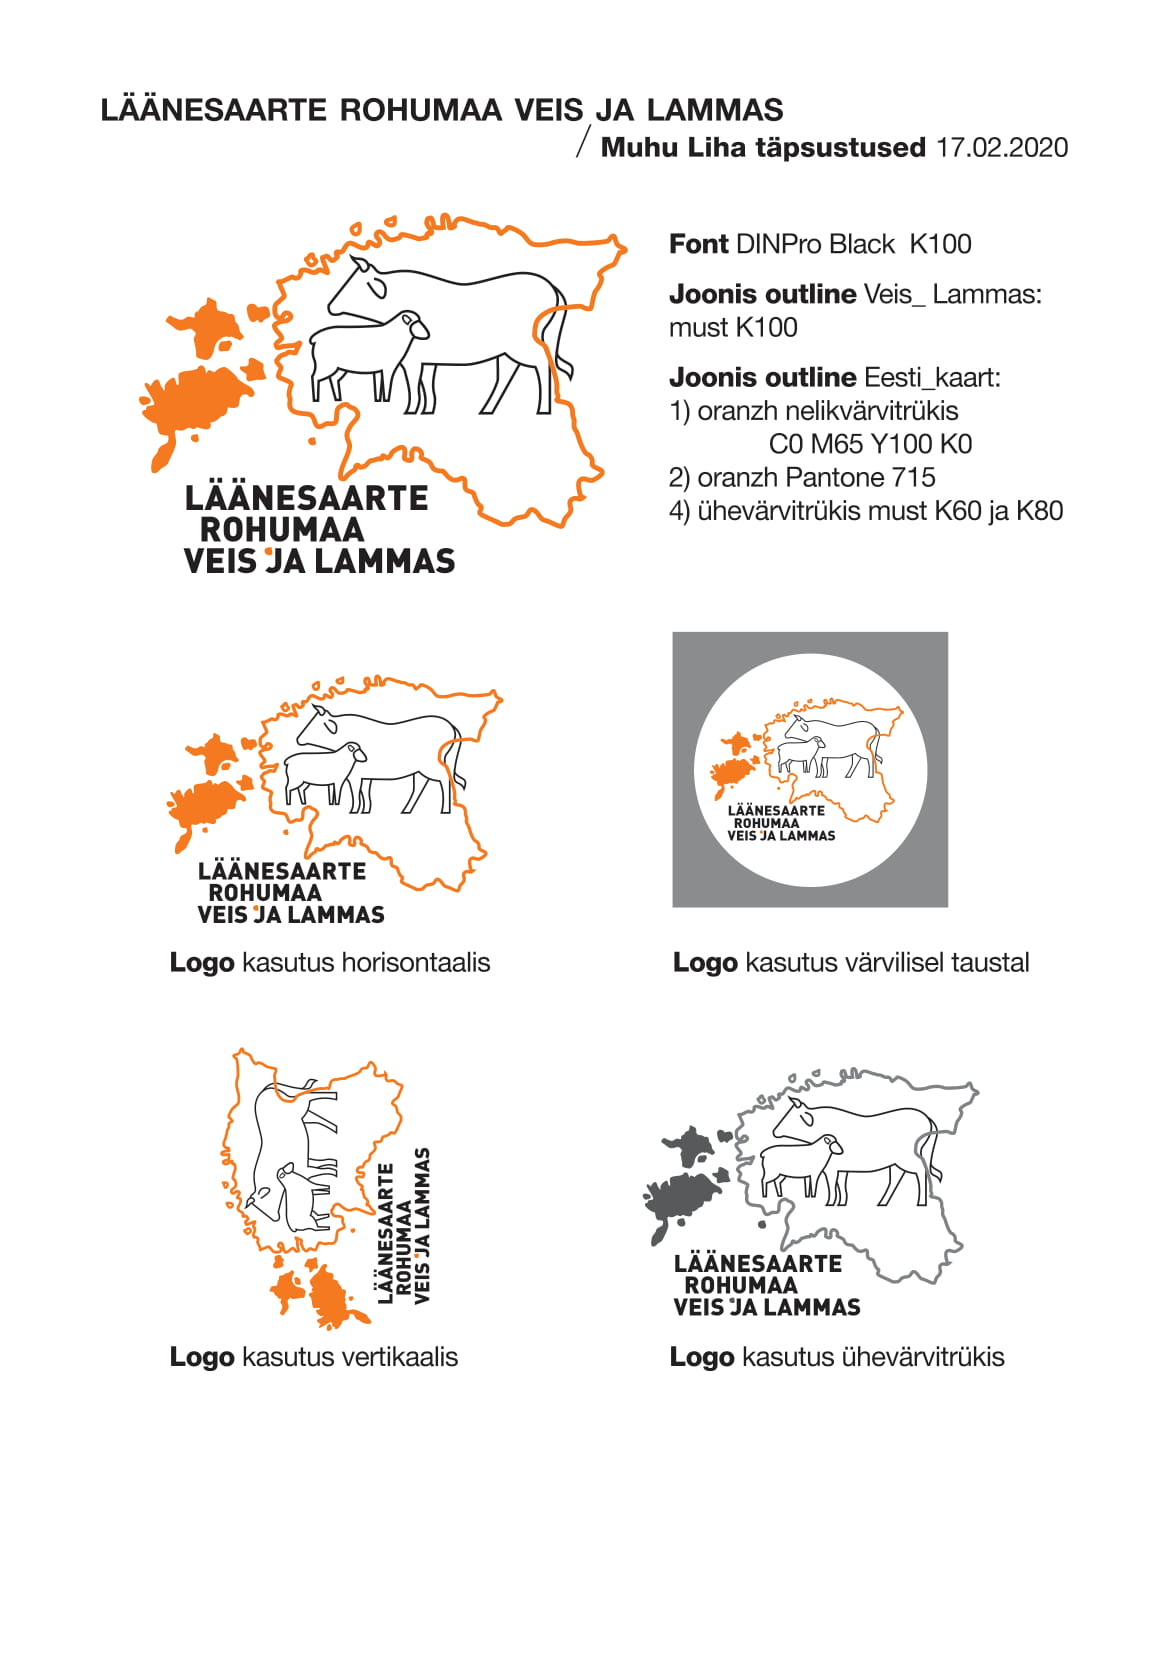 LÄÄNESAARTE ROHUMAA VEIS JA LAMMAS
/ Muhu Liha täpsustused 17.02.2020
Font DINPro Black K100
Joonis outline Veis_ Lammas:
must K100
Joonis outline Eesti_kaart:
1) oranzh nelikvärvitrükis
C0 M65 Y100 K0
2) oranzh Pantone 715
4) ühevärvitrükis must K60 ja K80
LÄÄNESAARTE
ROHUMAA
VEIS JA LAMMAS
LÄÄNESAARTE
ROHUMAA
VEIS JA LAMMAS
Logo kasutus horisontaalis
LÄÄNESAARTE
ROHUMAA
VEIS JA LAMMAS
Logo kasutus värvilisel taustal
LÄÄNESAARTE
ROHUMAA
VEIS JA LAMMAS
Logo kasutus vertikaalis
LÄÄNESAARTE
ROHUMAA
VEIS JA LAMMAS
Logo kasutus ühevärvitrükis